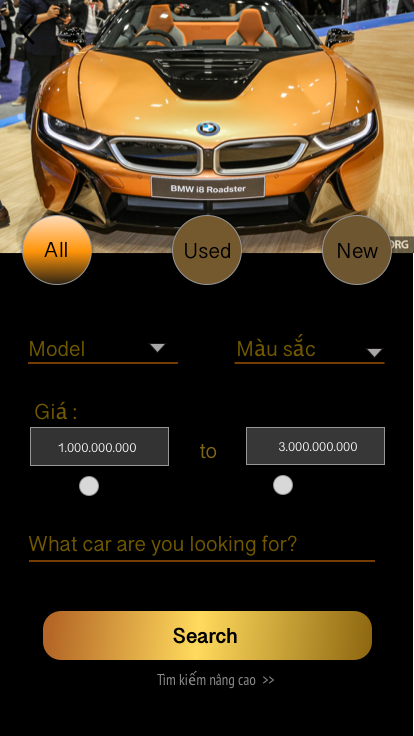 BMW i8 Roadster
ORG
All Used New
Model Màu sắc
Giá :
1.000.000.000 to 3.000.000.000
What car are you looking for?
Search
Tìm kiếm nâng cao >>